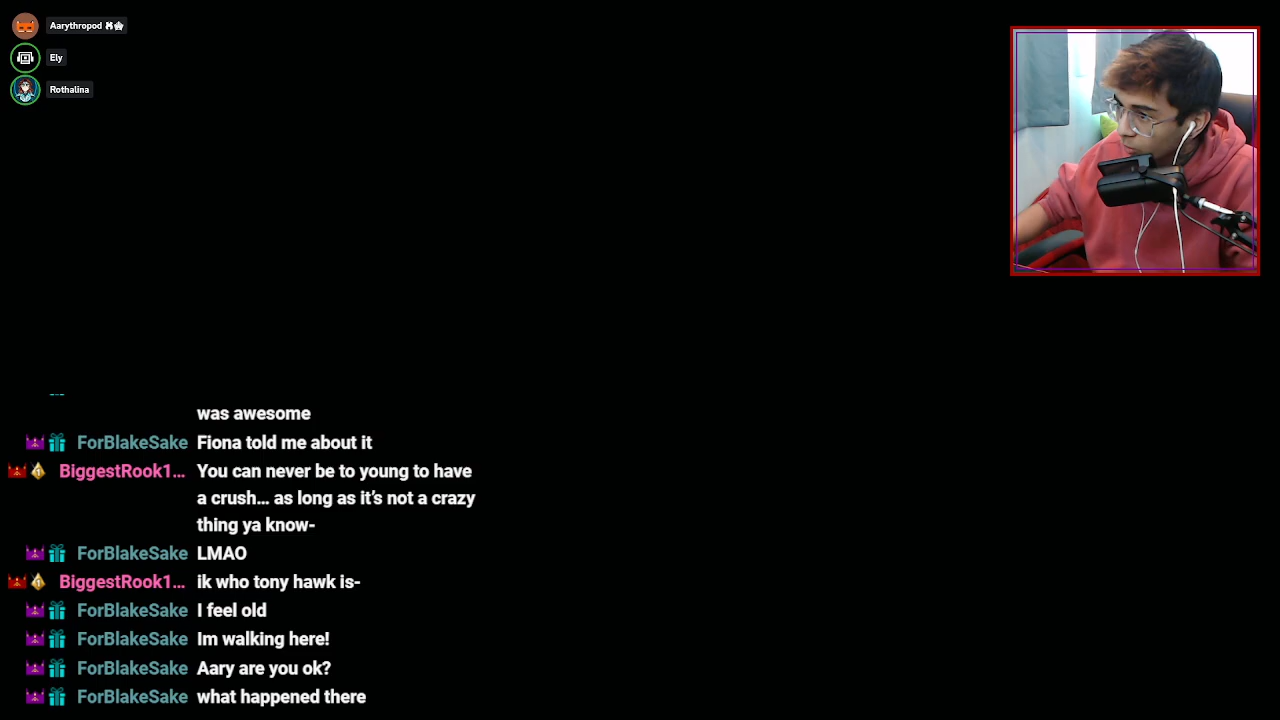 Aarythropod
Ely
Rothalina
was awesome
ForBlakeSake Fiona told me about it
BiggestRook1... You can never be to young to have
a crush... as long as it's not a crazy
thing ya know-
ForBlakeSake LMAO
BiggestRook1... ik who tony hawk is-
ForBlakeSake I feel old
ForBlakeSake Im walking here!
ForBlakeSake Aary are you ok?
ForBlakeSake what happened there